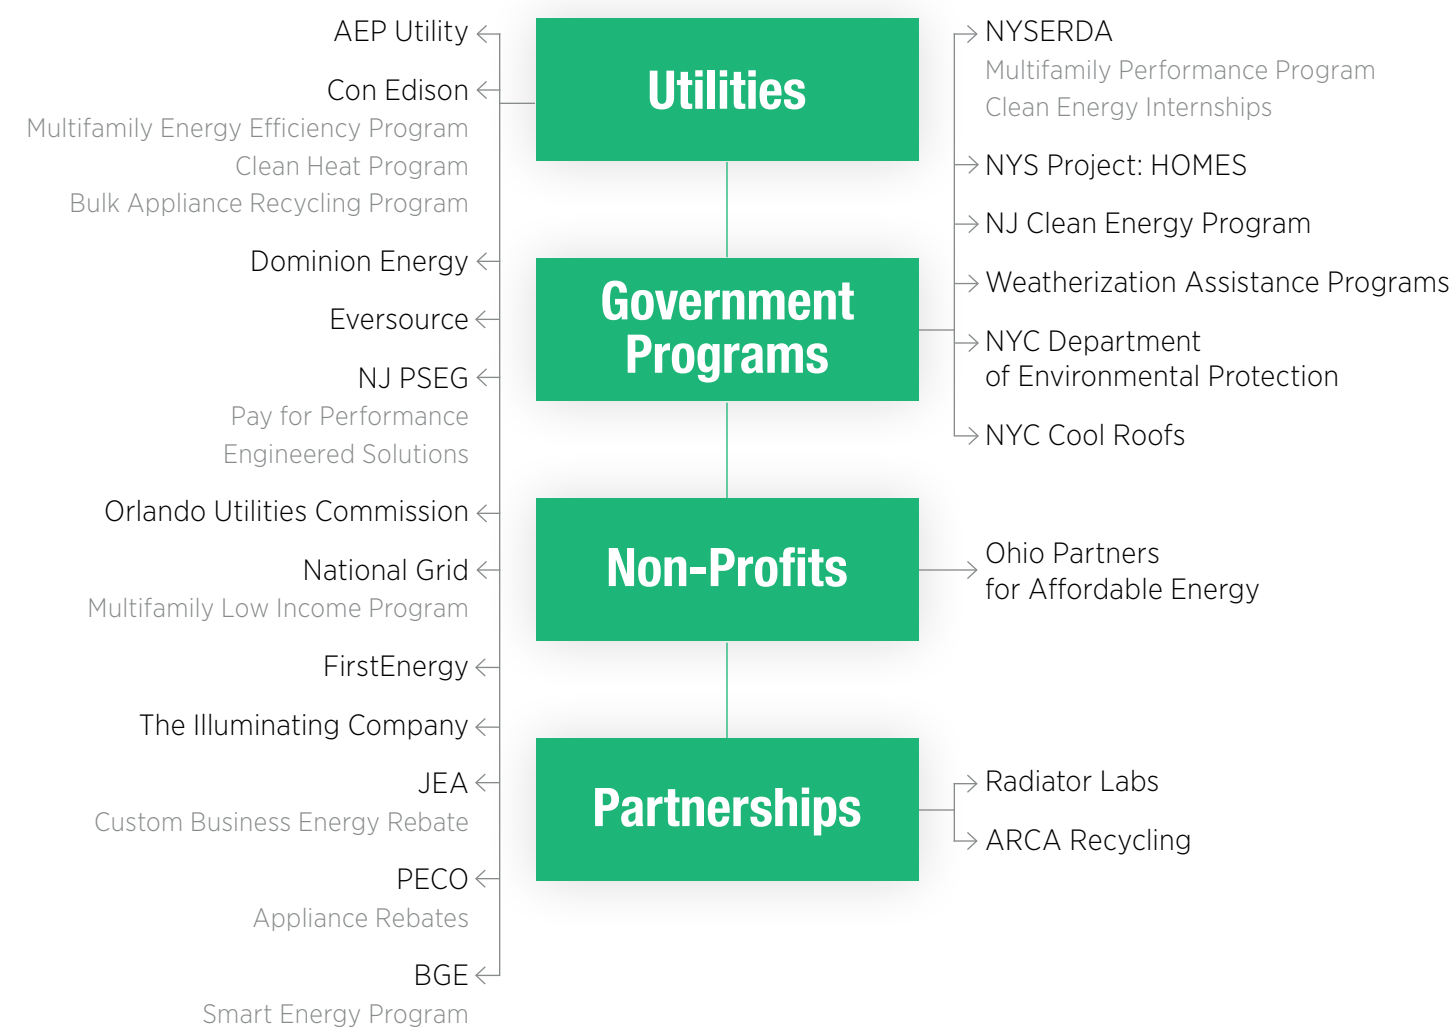 Utilities
AEP Utility
Con Edison
Multifamily Energy Efficiency Program
Clean Heat Program
Bulk Appliance Recycling Program
Dominion Energy
Eversource
NJ PSEG
Pay for Performance
Engineered Solutions
Orlando Utilities Commission
National Grid
Multifamily Low Income Program
FirstEnergy
The Illuminating Company
JEA
Custom Business Energy Rebate
PECO
Appliance Rebates
BGE
Smart Energy Program
Government
Programs
NYSERDA
Multifamily Performance Program
Clean Energy Internships
NYS Project: HOMES
NJ Clean Energy Program
Weatherization Assistance Programs
NYC Department
of Environmental Protection
NYC Cool Roofs
Non-Profits
Ohio Partners
for Affordable Energy
Partnerships
Radiator Labs
ARCA Recycling